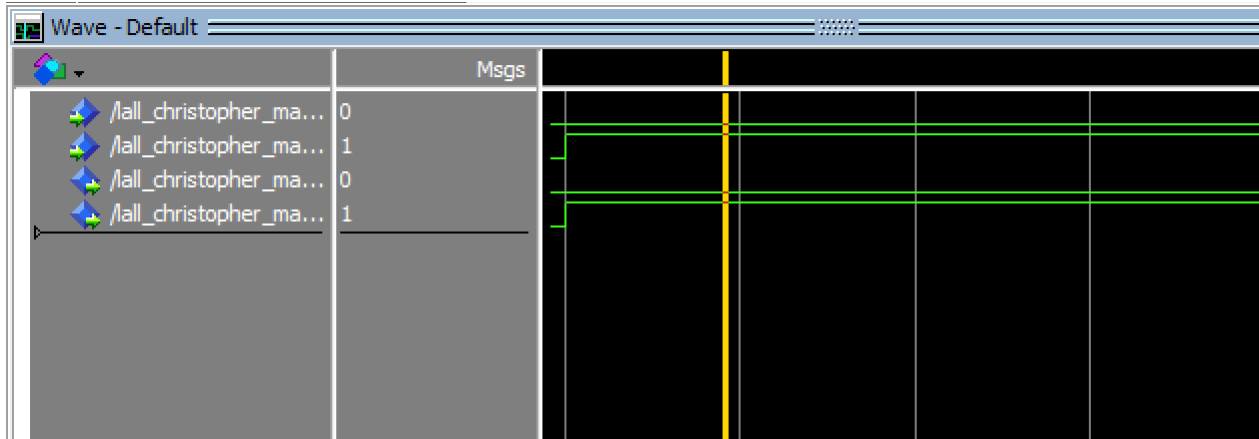 Wave - Default
Msgs
/lall_christopher_ma... 0
/lall_christopher_ma... 1
/lall_christopher_ma... 0
/lall_christopher_ma... 1